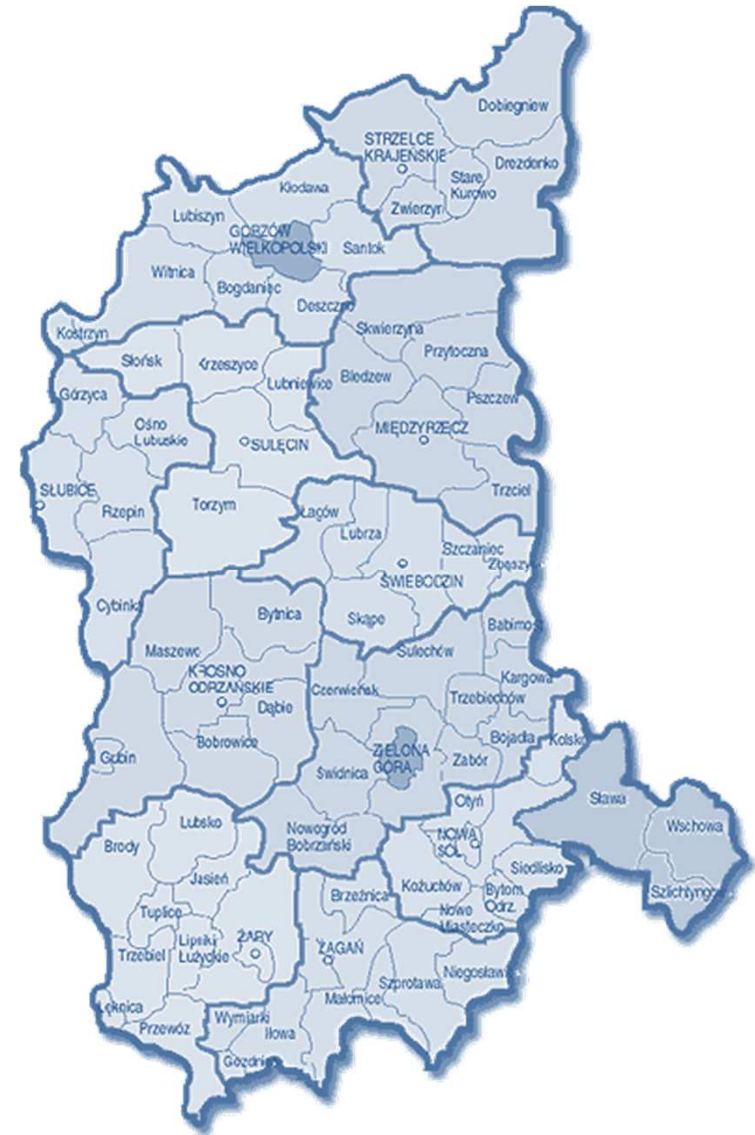 Dobiegniew
STRZELCE
KRAJEŃSKIE
Drezdenko
Stare
Kurowo
Zwierzyn
Kłodawa
Lubiszyn
GORZÓW
WIELKOPOLSKI
Santok
Witnica
Bogdaniec
Deszczno
Kostrzyn
Skwierzyna
Przytoczna
Słońsk
Krzeszyce
Bledzew
Lubniewice
Górzyca
Pszczew
Ośno
Lubuskie
MIĘDZYRZECZ
SULĘCIN
SŁUBICE
Rzepin
Torzym
Trzciel
Łagów
Lubrza
Szczaniec
Zbąszyn
ŚWIEBODZIN
Cybinka
Bytnica
Skąpe
Babimost
Maszewo
Sulechów
KROSNO
ODRZAŃSKIE
Czerwieńsk
Kargowa
Trzebiechów
Dąbie
Bobrowice
Bojadła
Kolsko
Gubin
ZIELONA
GÓRA
Zabór
Świdnica
Otyń
Sława
Wschowa
Lubsko
Nowogród
Bobrzański
NOWA
SÓL
Brody
Siedlisko
Jasień
Kożuchów
Bytom
Odrz.
Szlichtyngow
Brzeźnica
Nowe
Miasteczko
Tuplice
Lipniki
Łużyckie
ŻARY
Trzebiel
ŻAGAŃ
Niegosław
Szprotawa
Małomice
Łęknica
Przewóz
Wymiarki
Iłowa
Gozdnica